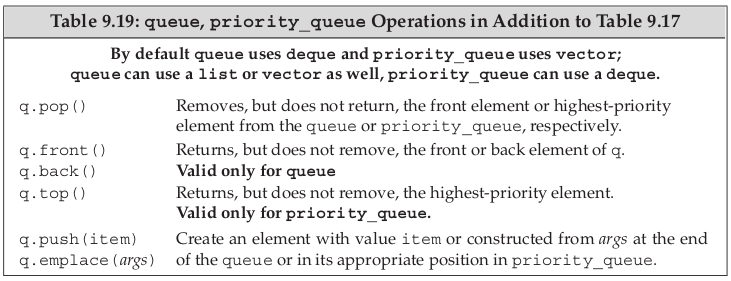 Table 9.19: queue, priority_queue Operations in Addition to Table 9.17
By default queue uses deque and priority_queue uses vector;
queue can use a list or vector as well, priority_queue can use a deque.
q.pop() Removes, but does not return, the front element or highest-priority
element from the queue or priority_queue, respectively.
q.front() Returns, but does not remove, the front or back element of q.
q.back() Valid only for queue
q.top() Returns, but does not remove, the highest-priority element.
Valid only for priority_queue.
q.push(item) Create an element with value item or constructed from args at the end
q.emplace(args) of the queue or in its appropriate position in priority_queue.